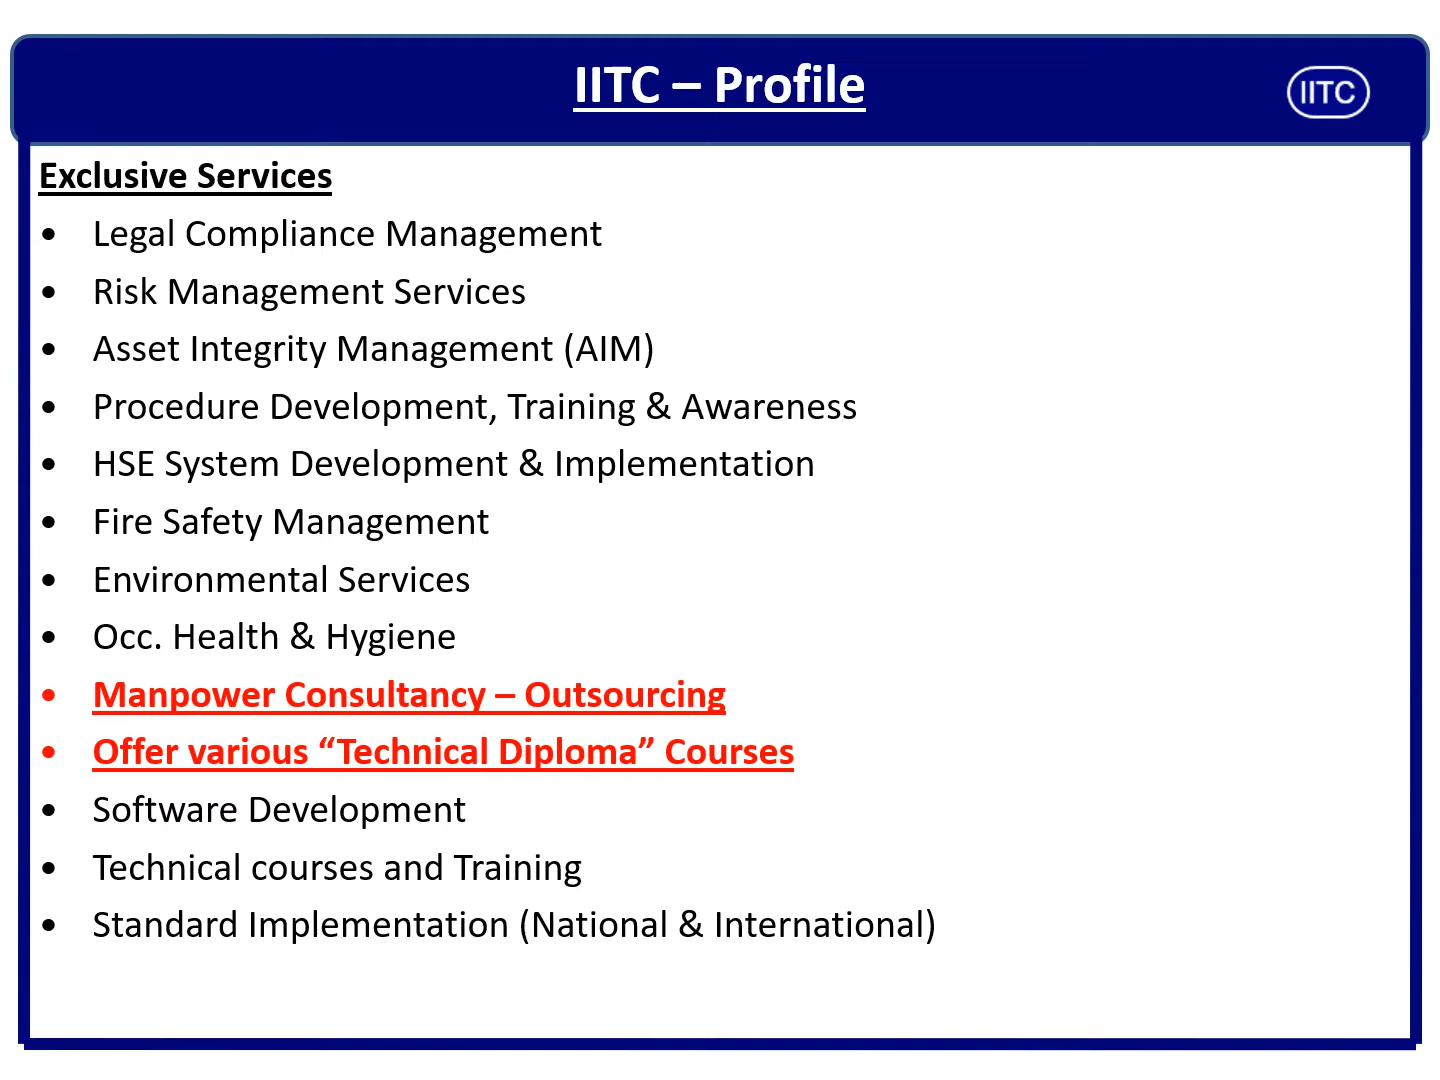 IITC – Profile
IITC
Exclusive Services
• Legal Compliance Management
• Risk Management Services
• Asset Integrity Management (AIM)
• Procedure Development, Training & Awareness
• HSE System Development & Implementation
• Fire Safety Management
• Environmental Services
• Occ. Health & Hygiene
• Manpower Consultancy – Outsourcing
• Offer various “Technical Diploma” Courses
• Software Development
• Technical courses and Training
• Standard Implementation (National & International)